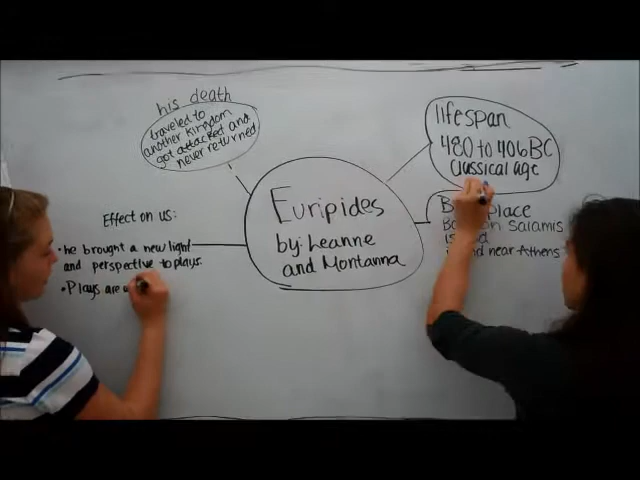 his death
traveled to
another kingdom
got attacked and
never returned
lifespan
480 to 406 BC
Classical age
Euripides
by: Leanne
and Montanna
on Salamis
near Athens
Effect on us:
• he brought a new light
and perspective to plays.
• Plays are